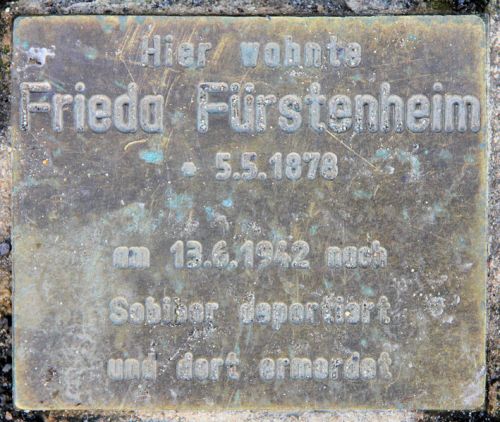 Hier wohnte
Frieda Fürstenheim
* 5.5.1878
am 13.6.1942 nach
Sobibor deportiert
und dort ermordet